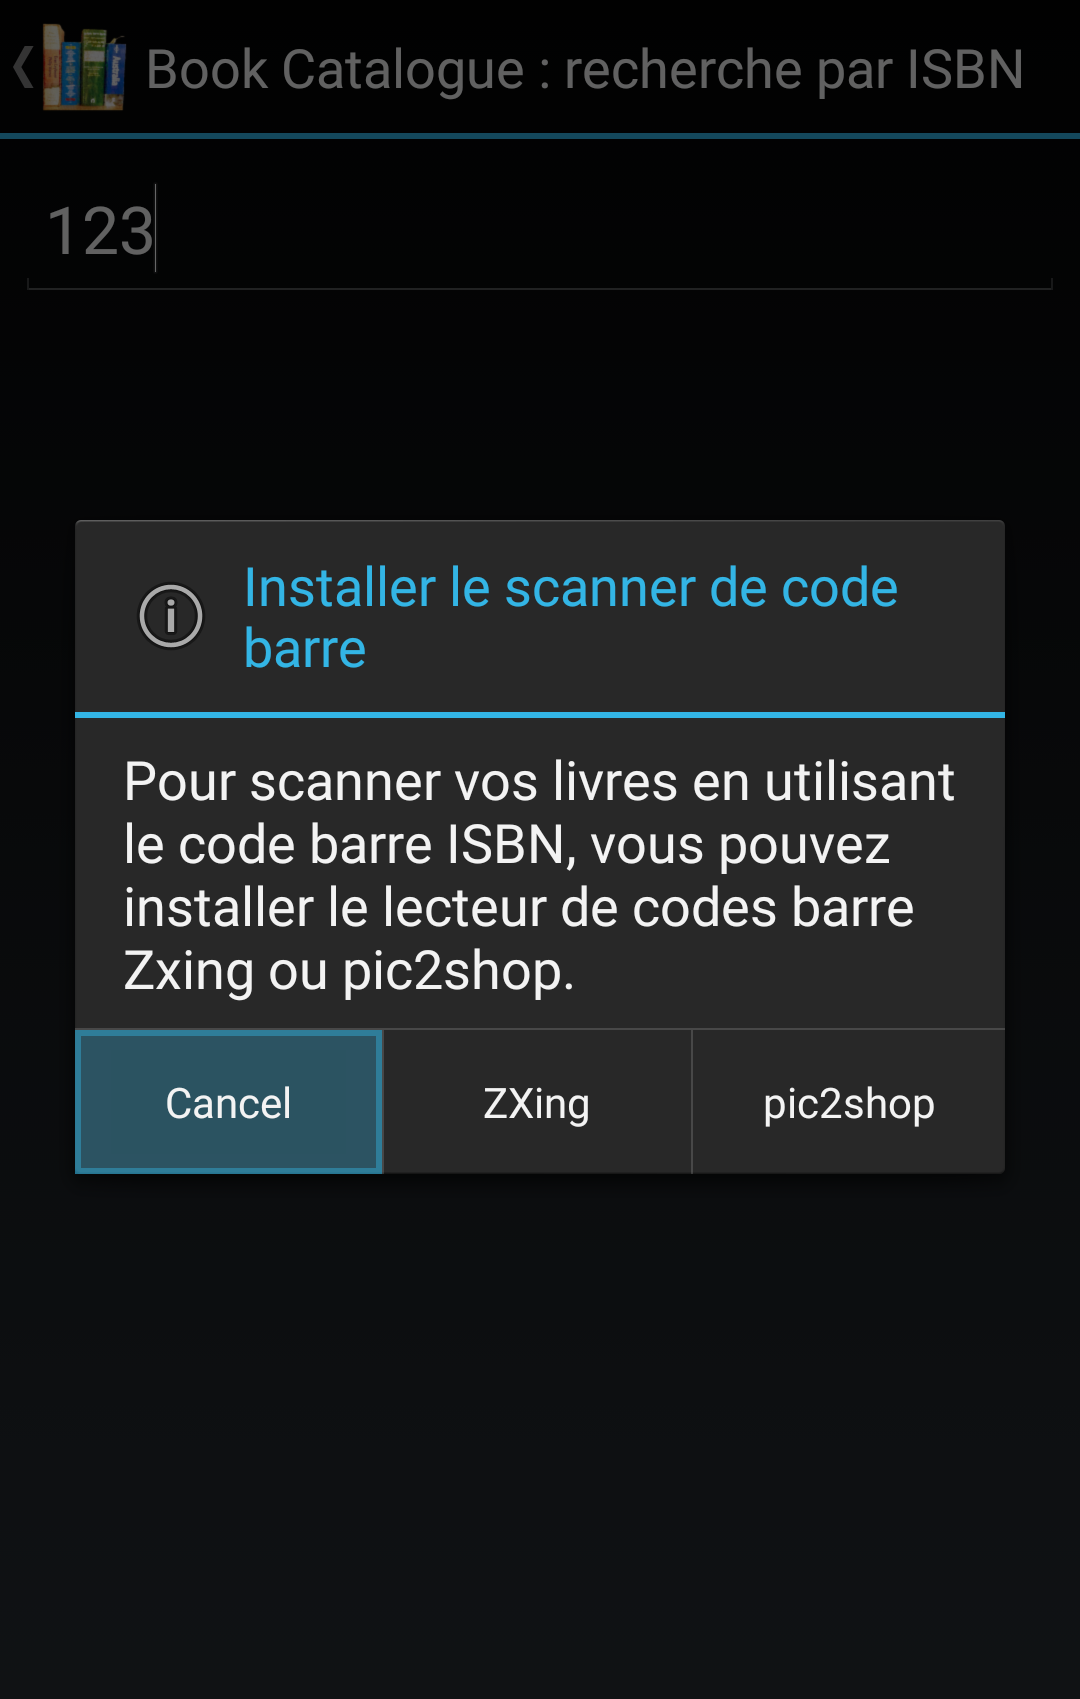 Book Catalogue : recherche par ISBN
123
Installer le scanner de code
barre
Pour scanner vos livres en utilisant
le code barre ISBN, vous pouvez
installer le lecteur de codes barre
Zxing ou pic2shop.
Cancel
ZXing
pic2shop